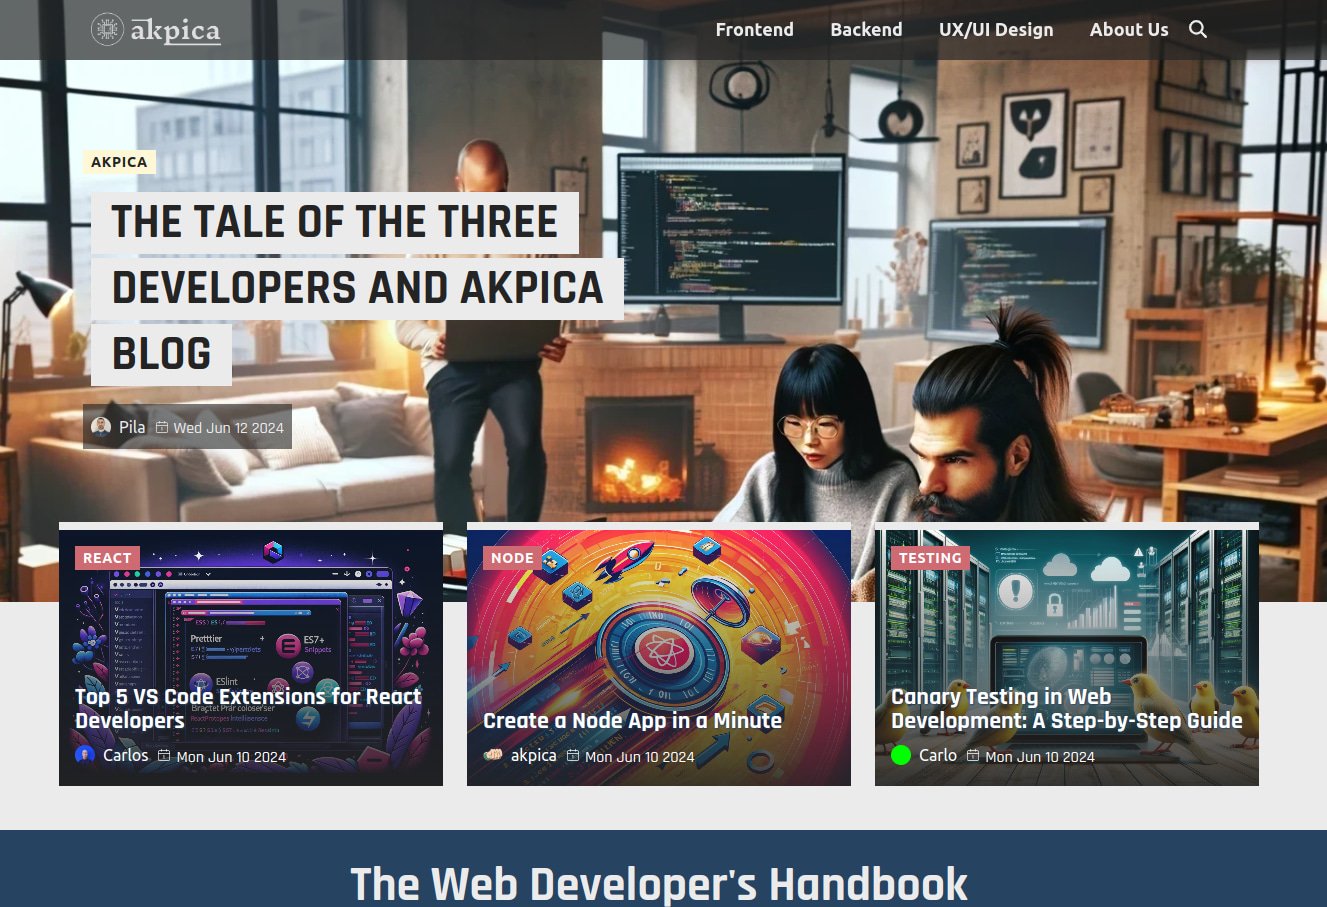 akpica
Frontend
Backend
UX/UI Design
About Us
AKPICA
THE TALE OF THE THREE
DEVELOPERS AND AKPICA
BLOG
Pila
Wed Jun 12 2024
REACT
Prettier
ES7+
Snippets
ESlint
Top 5 VS Code Extensions for React
Developers
Carlos
Mon Jun 10 2024
NODE
Create a Node App in a Minute
akpica
Mon Jun 10 2024
TESTING
Canary Testing in Web
Development: A Step-by-Step Guide
Carlo
Mon Jun 10 2024
The Web Developer's Handbook